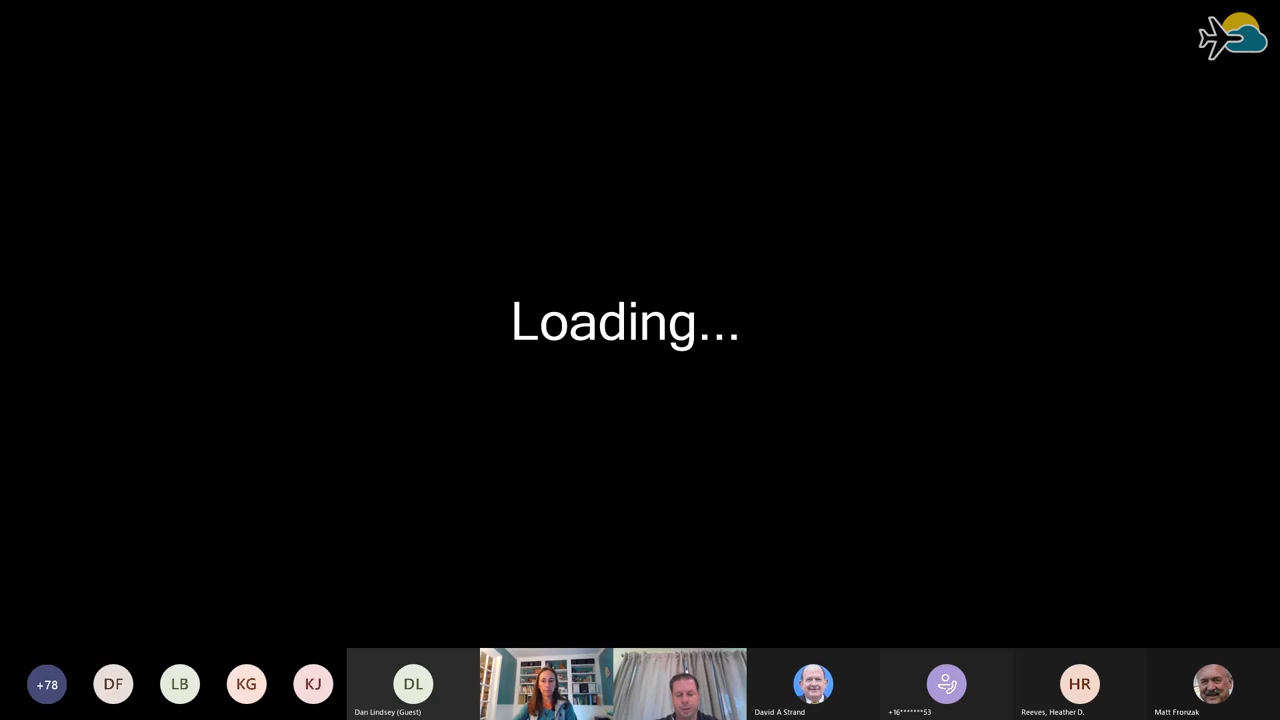 Loading...
+78
DF
LB
KG
KJ
DL
HR
Dan Lindsey (Guest)
David A Strand
+16*******53
Reeves, Heather D.
Matt Fronzak